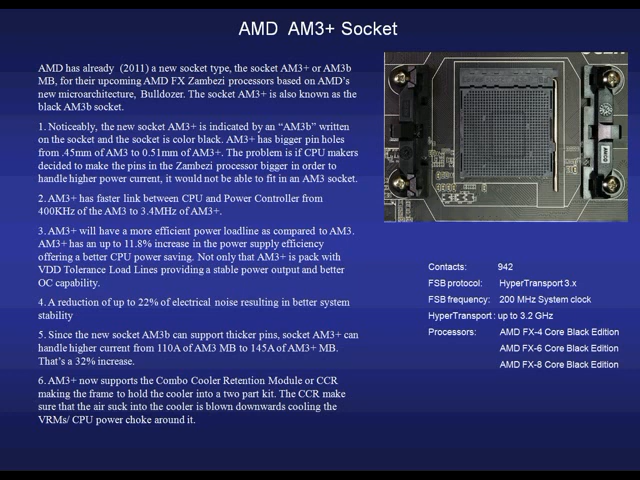 AMD AM3+ Socket
AMD has already (2011) a new socket type, the socket AM3+ or AM3b
MB, for their upcoming AMD FX Zambezi processors based on AMD's
new microarchitecture, Bulldozer. The socket AM3+ is also known as the
black AM3b socket.
1. Noticeably, the new socket AM3+ is indicated by an “AM3b” written
on the socket and the socket is color black. AM3+ has bigger pin holes
from .45mm of AM3 to 0.51mm of AM3+. The problem is if CPU makers
decided to make the pins in the Zambezi processor bigger in order to
handle higher power current, it would not be able to fit in an AM3 socket.
2. AM3+ has faster link between CPU and Power Controller from
400KHz of the AM3 to 3.4MHz of AM3+.
3. AM3+ will have a more efficient power loadline as compared to AM3.
AM3+ has an up to 11.8% increase in the power supply efficiency
offering a better CPU power saving. Not only that AM3+ is pack with
VDD Tolerance Load Lines providing a stable power output and better
OC capability.
4. A reduction of up to 22% of electrical noise resulting in better system
stability
5. Since the new socket AM3b can support thicker pins, socket AM3+ can
handle higher current from 110A of AM3 MB to 145A of AM3+ MB.
That's a 32% increase.
6. AM3+ now supports the Combo Cooler Retention Module or CCR
making the frame to hold the cooler into a two part kit. The CCR make
sure that the air suck into the cooler is blown downwards cooling the
VRMs/ CPU power choke around it.
Contacts: 942
FSB protocol: HyperTransport 3.x
FSB frequency: 200 MHz System clock
HyperTransport: up to 3.2 GHz
Processors: AMD FX-4 Core Black Edition
AMD FX-6 Core Black Edition
AMD FX-8 Core Black Edition